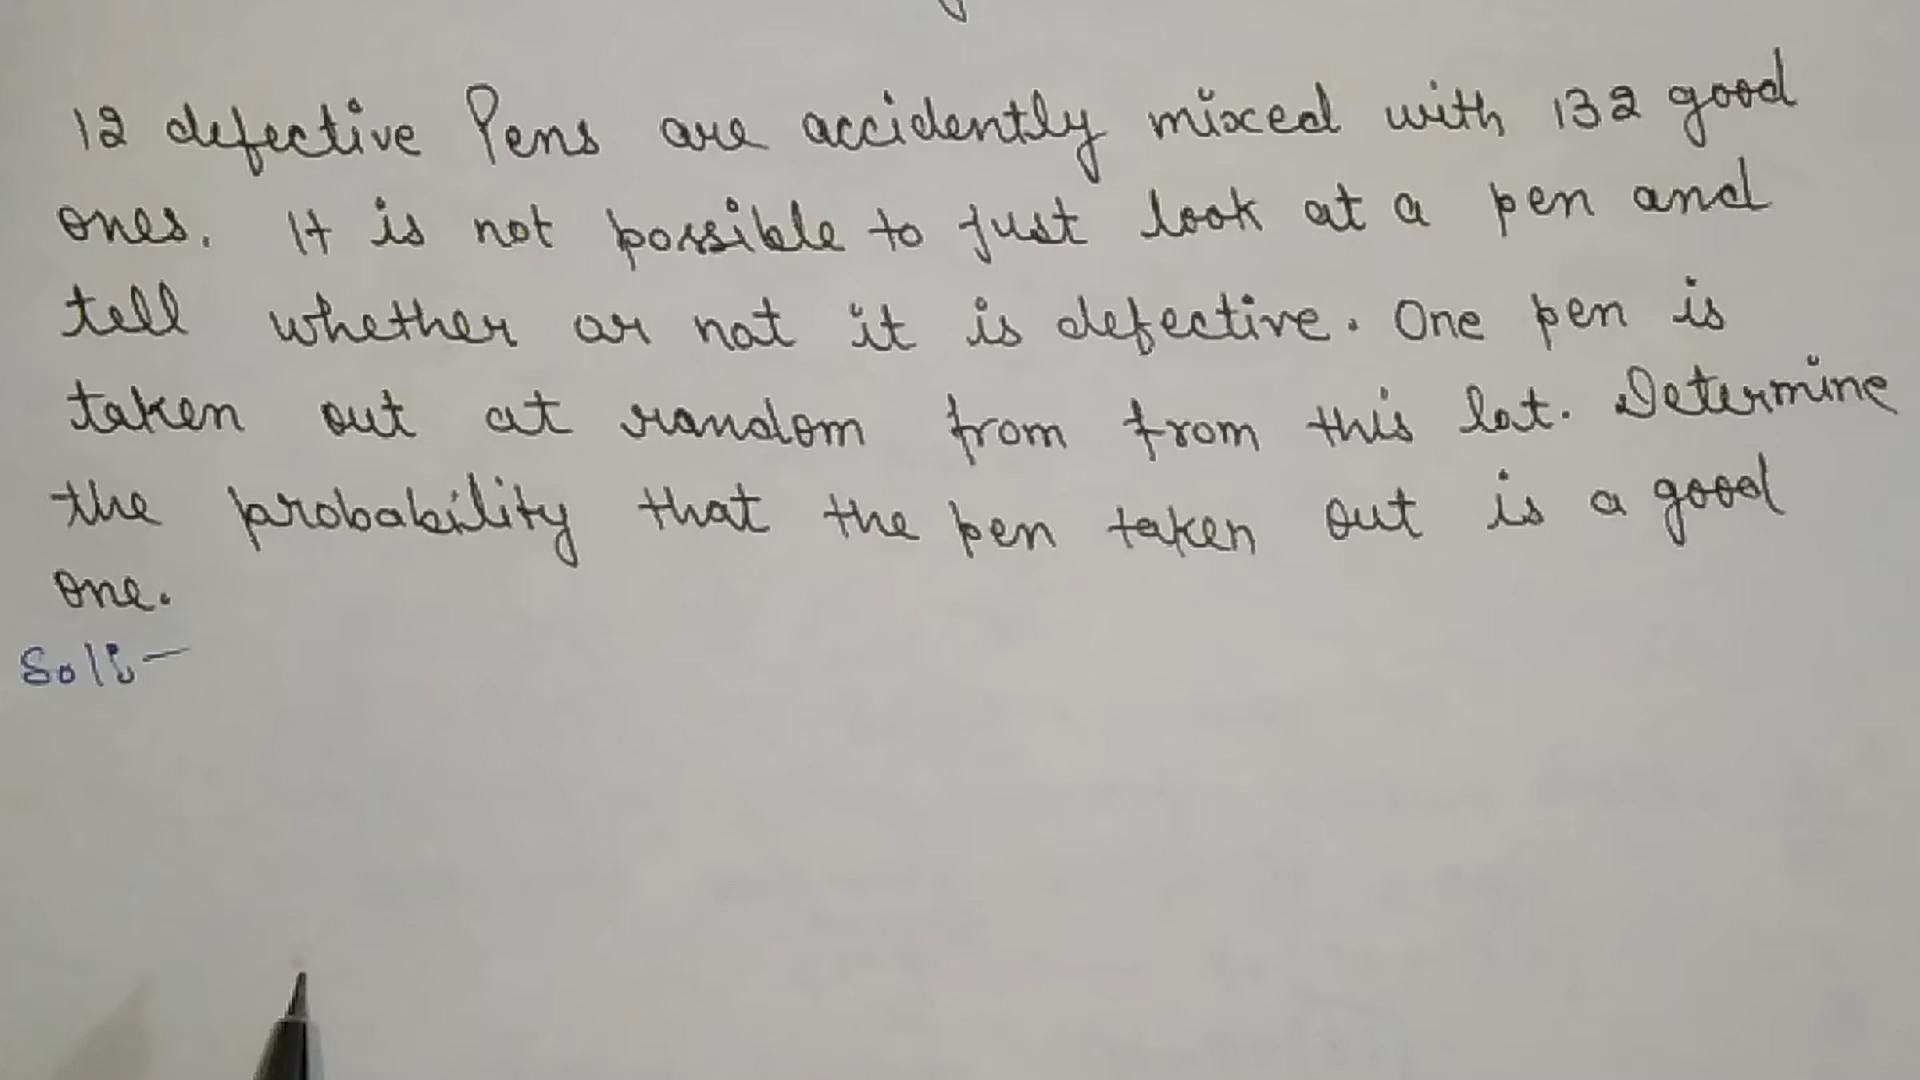 12 defective Pens are accidently mixed with 132 good
ones. It is not possible to just look at a pen and
tell whether or not it is defective. One pen is
taken out at random from from this lot. Determine
the probability that the pen taken out is a good
one.
Sol:-